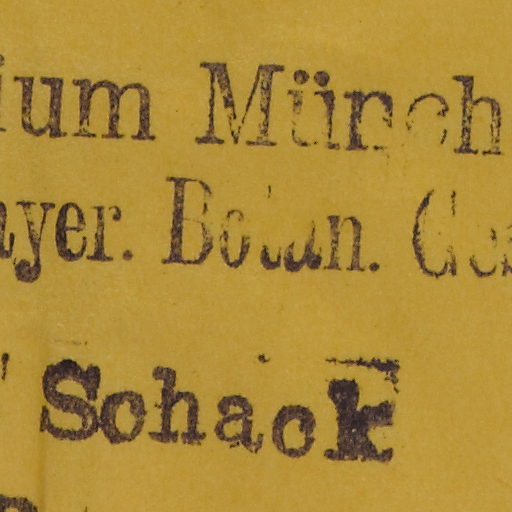 ium Münch
ayer. Botan. Ges
Schack